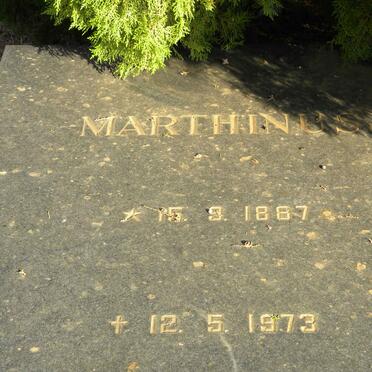 MARTHINUS
* 15. 9. 1887
✝ 12. 5. 1973